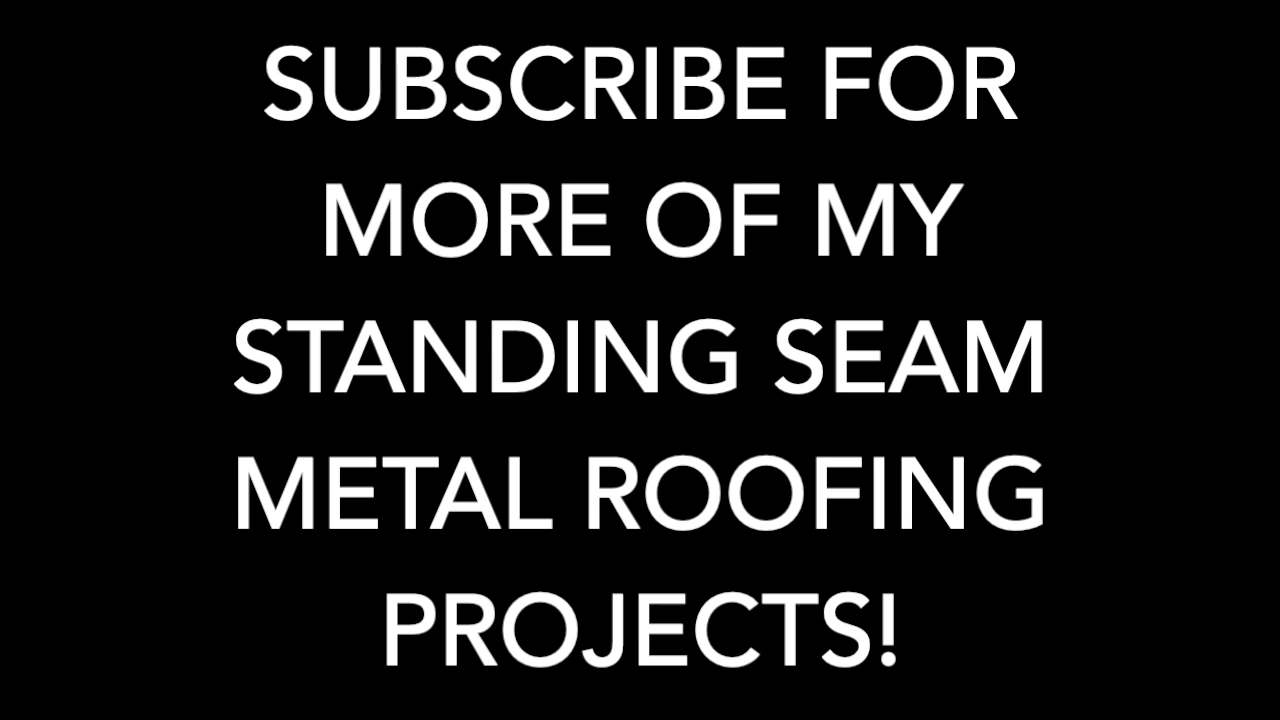 SUBSCRIBE FOR
MORE OF MY
STANDING SEAM
METAL ROOFING
PROJECTS!